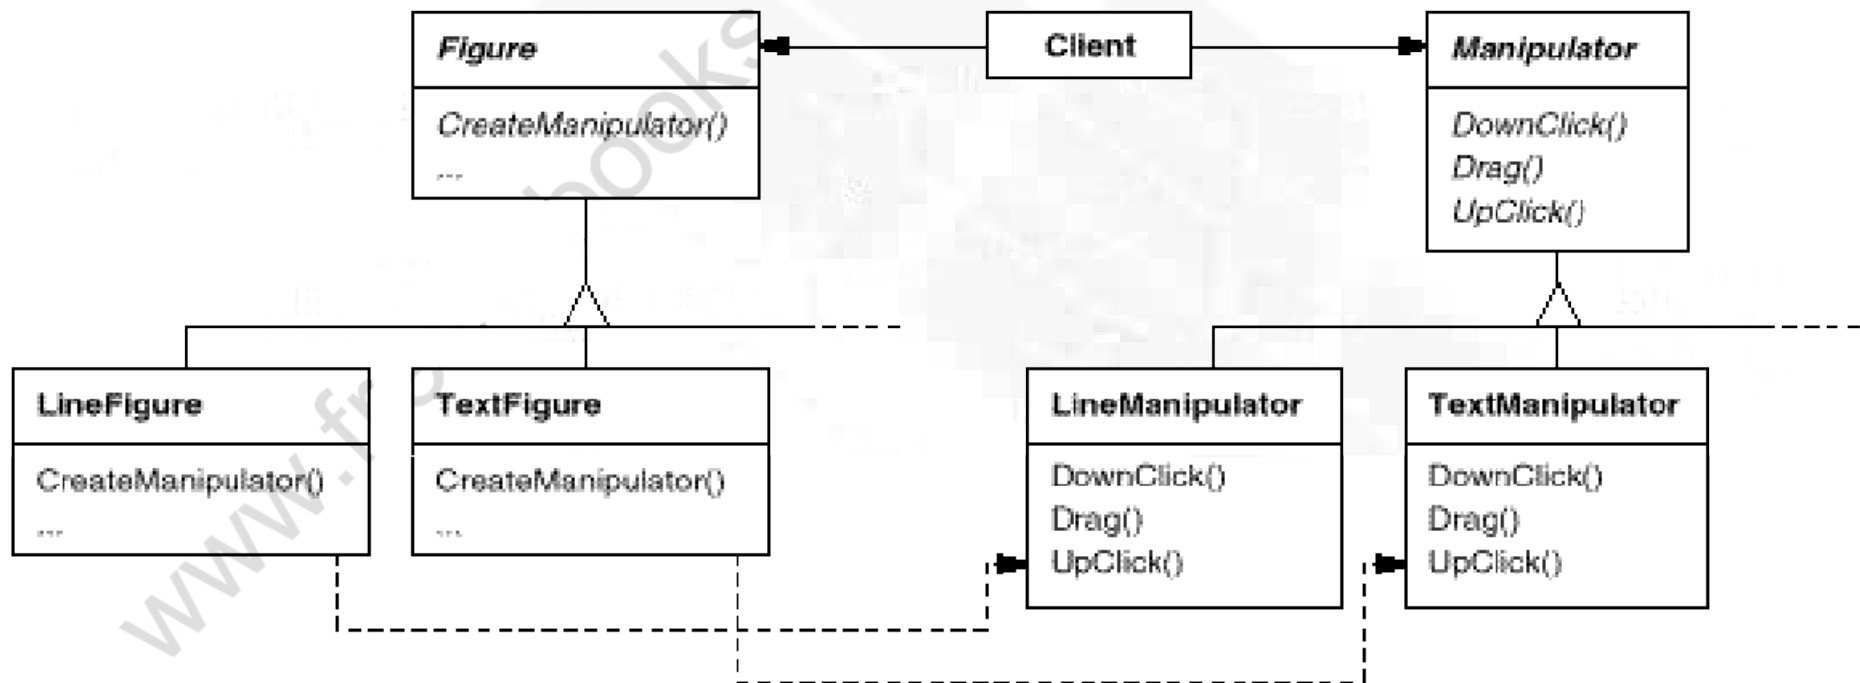 Figure
CreateManipulator()
...
Client
Manipulator
DownClick()
Drag()
UpClick()
LineFigure
CreateManipulator()
...
TextFigure
CreateManipulator()
...
LineManipulator
DownClick()
Drag()
UpClick()
TextManipulator
DownClick()
Drag()
UpClick()